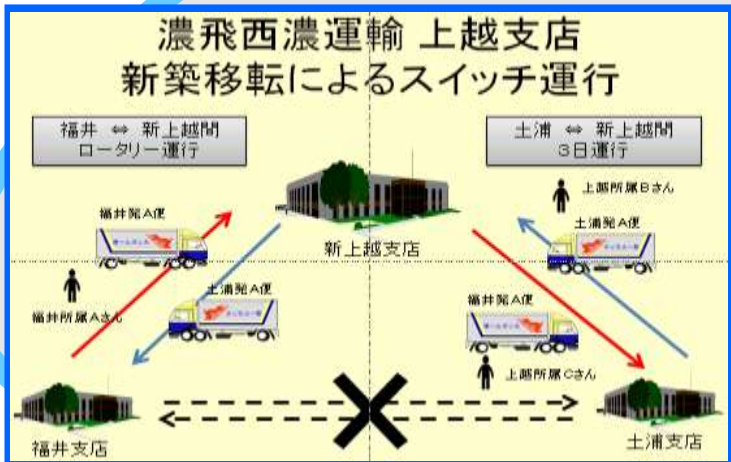 濃飛西濃運輸 上越支店
新築移転によるスイッチ運行
福井 ⇔ 新上越間
ロータリー運行
土浦 ⇔ 新上越間
3日運行
上越所属Bさん
福井発A便
土浦発A便
新上越支店
土浦発A便
福井発A便
福井所属Aさん
上越所属Cさん
福井支店
土浦支店